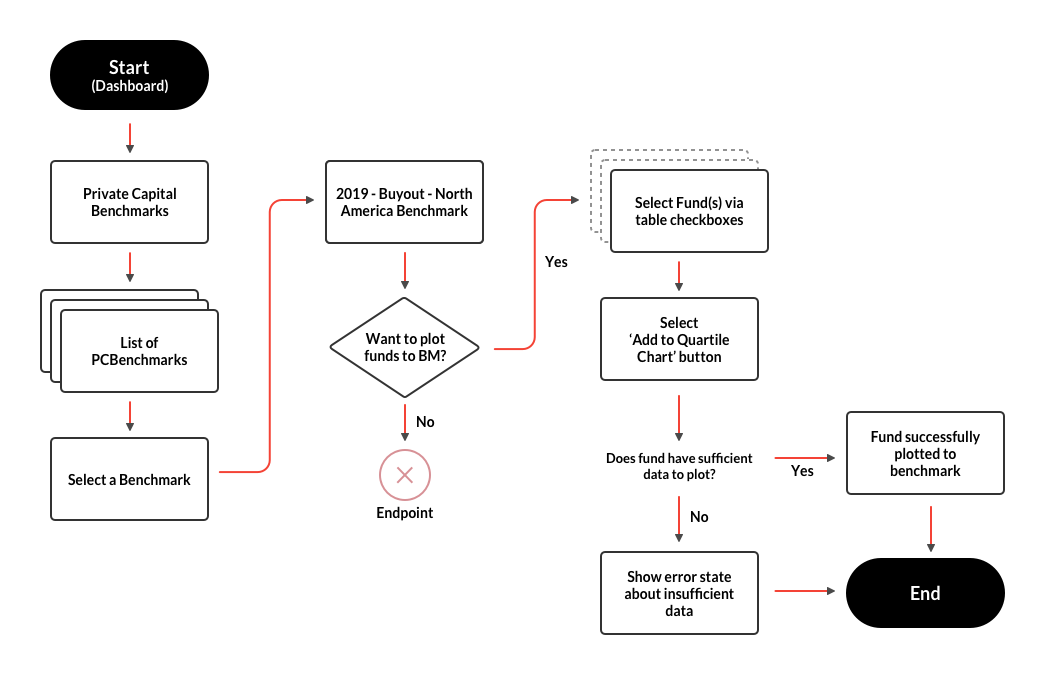 Start
(Dashboard)
Private Capital
Benchmarks
List of
PCBenchmarks
Select a Benchmark
2019 - Buyout - North
America Benchmark
Want to plot
funds to BM?
No
Endpoint
Yes
Select Fund(s) via
table checkboxes
Select
‘Add to Quartile
Chart’ button
Does fund have sufficient
data to plot?
Yes
No
Show error state
about insufficient
data
Fund successfully
plotted to
benchmark
End